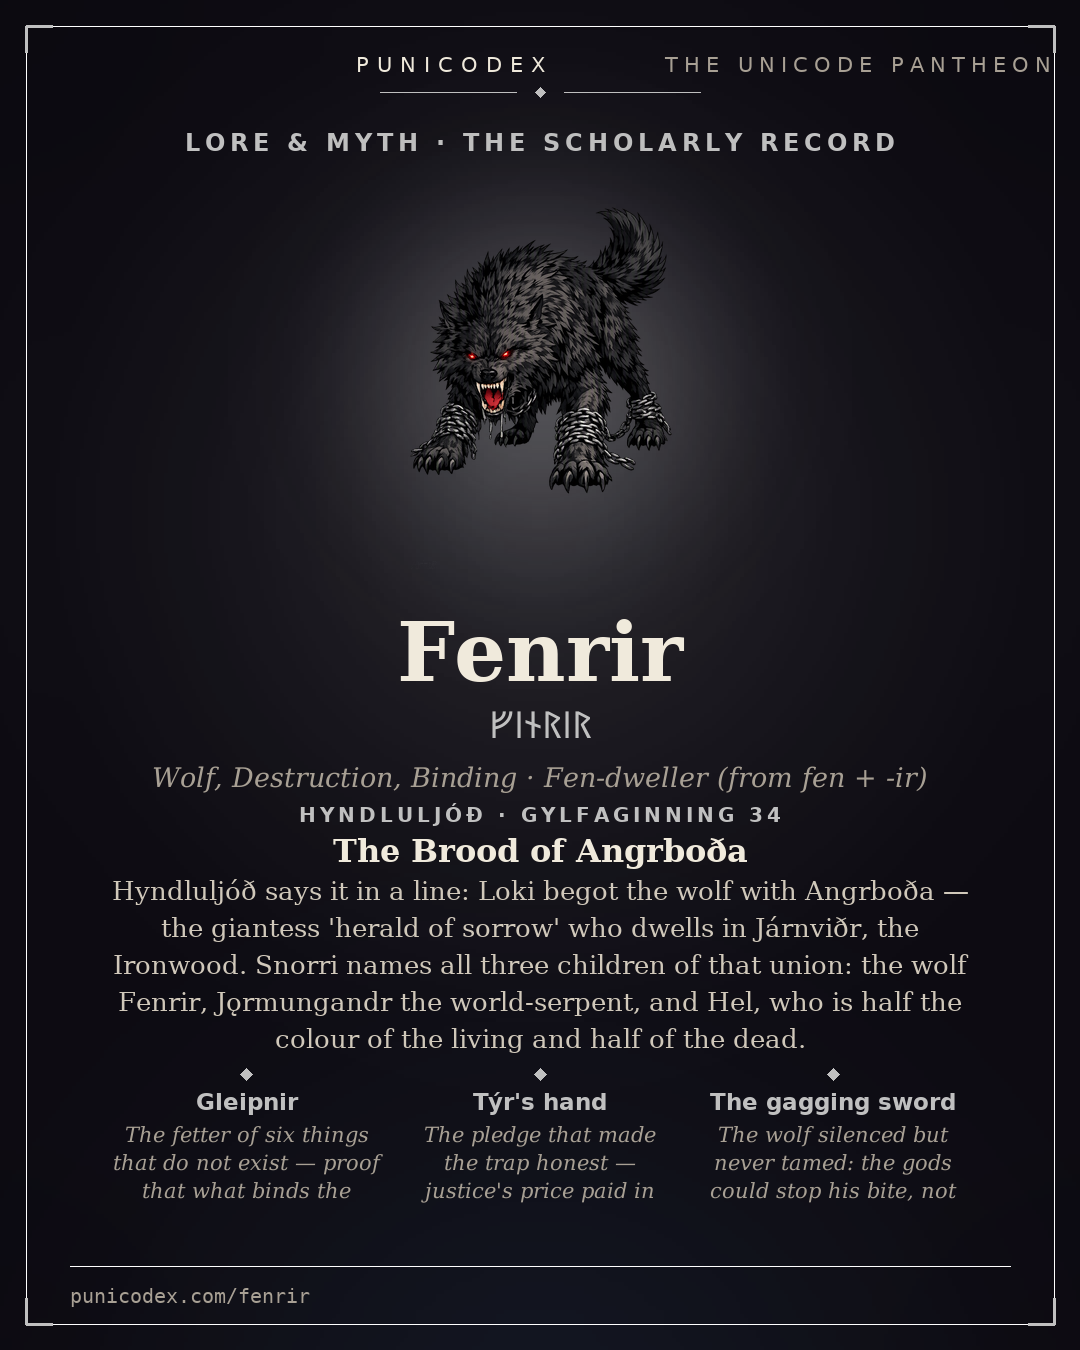 PUNICODEX THE UNICODE PANTHEON
LORE & MYTH · THE SCHOLARLY RECORD
Fenrir
ᚠᛁᚾᚱᛁᚱ
Wolf, Destruction, Binding · Fen-dweller (from fen + -ir)
HYNDLULJÓÐ · GYLFAGINNING 34
The Brood of Angrboða
Hyndluljóð says it in a line: Loki begot the wolf with Angrboða —
the giantess 'herald of sorrow' who dwells in Járnviðr, the
Ironwood. Snorri names all three children of that union: the wolf
Fenrir, Jǫrmungandr the world-serpent, and Hel, who is half the
colour of the living and half of the dead.
Gleipnir
The fetter of six things
that do not exist — proof
that what binds the
Týr's hand
The pledge that made
the trap honest —
justice's price paid in
The gagging sword
The wolf silenced but
never tamed: the gods
could stop his bite, not
punicodex.com/fenrir